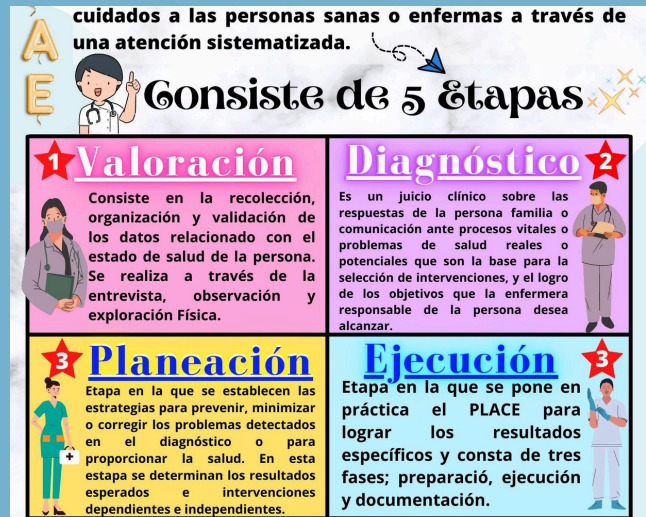 A
E
cuidados a las personas sanas o enfermas a través de
una atención sistematizada.
Consiste de 5 Etapas
1 Valoración
Consiste en la recolección,
organización y validación de
los datos relacionado con el
estado de salud de la persona.
Se realiza a través de la
entrevista, observación y
exploración Física.
Diagnóstico 2
Es un juicio clínico sobre las
respuestas de la persona familia o
comunicación ante procesos vitales o
problemas de salud reales o
potenciales que son la base para la
selección de intervenciones, y el logro
de los objetivos que la enfermera
responsable de la persona desea
alcanzar.
3 Planeación
Etapa en la que se establecen las
estrategias para prevenir, minimizar
o corregir los problemas detectados
en el diagnóstico o para
proporcionar la salud. En esta
estapa se determinan los resultados
esperados e intervenciones
dependientes e independientes.
Ejecución 3
Etapa en la que se pone en
práctica el PLACE para
lograr los resultados
específicos y consta de tres
fases; preparació, ejecución
y documentación.